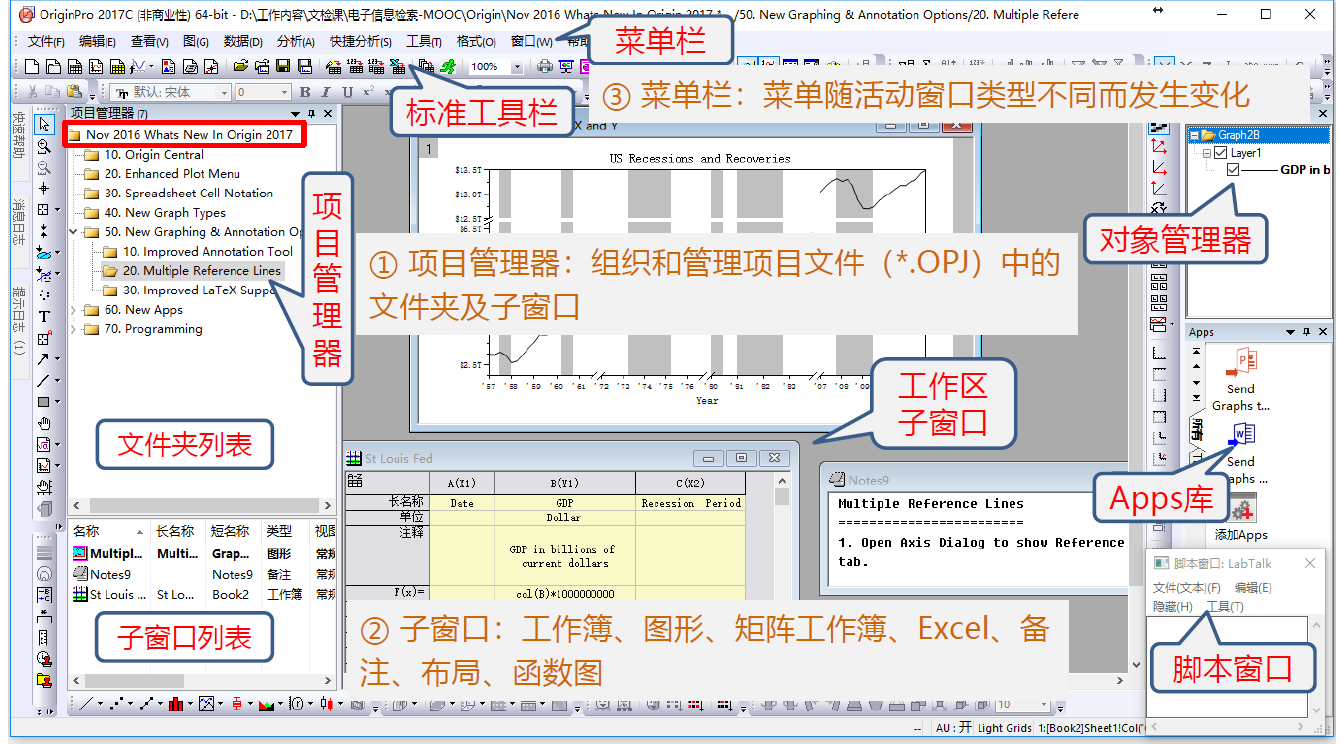 OriginPro 2017C (非商业性) 64-bit - D:\工作内容\文检课\电子信息检索-MOOC\Origin\Nov 2016 Whats New In Origin 2017 * - /50. New Graphing & Annotation Options/20. Multiple Refere
文件(F) 编辑(E) 查看(V) 图(G) 数据(D) 分析(A) 快捷分析(S) 工具(T) 格式(O) 窗口(W) 帮助
菜单栏
100%
默认: 宋体 0 B I U
标准工具栏
③ 菜单栏：菜单随活动窗口类型不同而发生变化
快速帮助
消息日志
提示日志 (1)
项目管理器 (7)
Nov 2016 Whats New In Origin 2017
10. Origin Central
20. Enhanced Plot Menu
30. Spreadsheet Cell Notation
40. New Graph Types
50. New Graphing & Annotation Op
10. Improved Annotation Tool
20. Multiple Reference Lines
30. Improved LaTeX Suppo
60. New Apps
70. Programming
项目管理器
文件夹列表
名称 长名称 短名称 类型 视图
Multipl... Multi... Grap... 图形 常规
Notes9 Notes9 备注 常规
St Louis ... St Lo... Book2 工作簿 常规
子窗口列表
X and Y
1
US Recessions and Recoveries
$13.5T
$13.0T
$12.5T
$6.5T
$2.5T
'57 '58 '59 '60 '61 '72 '73 '74 '75 '76 '80 '81 '82 '83 '07 '08 '09
Year
① 项目管理器：组织和管理项目文件（*.OPJ）中的
文件夹及子窗口
工作区
子窗口
St Louis Fed
A(X1) B(Y1) C(X2)
长名称 Date GDP Recession Period
单位 Dollar
注释 GDP in billions of
current dollars
F(x)= col(B)*1000000000
Notes9
Multiple Reference Lines
========================
1. Open Axis Dialog to show Reference
tab.
② 子窗口：工作簿、图形、矩阵工作簿、Excel、备
注、布局、函数图
Graph2B
Layer1
GDP in b
对象管理器
Apps
所有
Send
Graphs t...
Send
aphs ...
Apps库
添加Apps
脚本窗口: LabTalk
文件(文本)(F) 编辑(E)
隐藏(H) 工具(T)
脚本窗口
10
-- AU : 开 Light Grids 1:[Book2]Sheet1!Col("